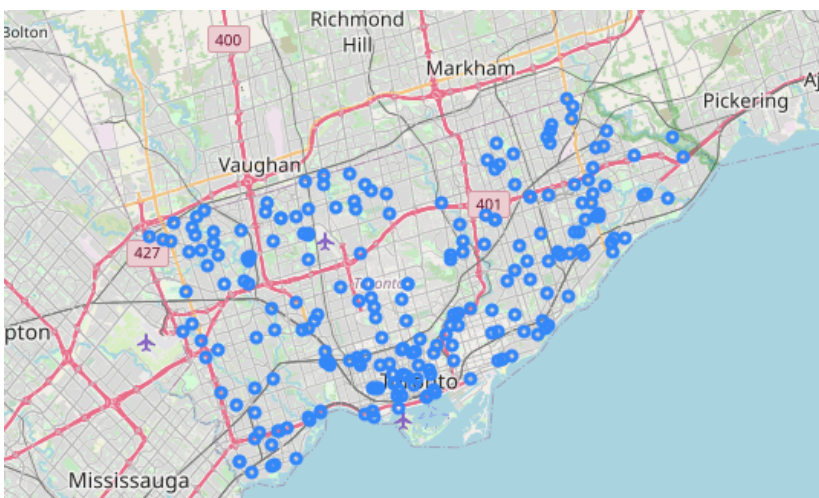 Bolton
400
Richmond
Hill
Markham
Aj
Pickering
Vaughan
401
427
Toronto
pton
Toronto
Mississauga